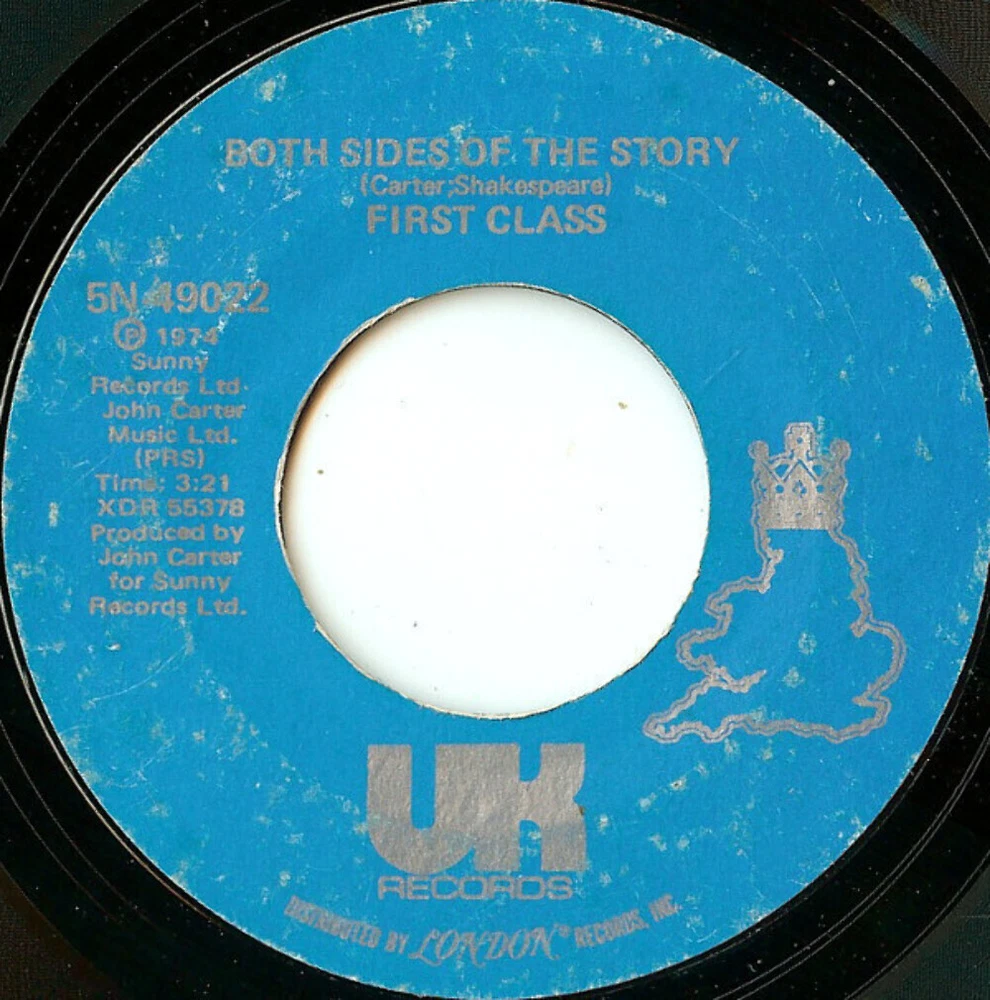 BOTH SIDES OF THE STORY
(Carter;Shakespeare)
FIRST CLASS
5N-49022
Ⓟ 1974
Sunny
Records Ltd.
John Carter
Music Ltd.
(PRS)
Time: 3:21
XDR 55378
Produced by
John Carter
for Sunny
Records Ltd.
UK
RECORDS
DISTRIBUTED BY LONDON® RECORDS, INC.